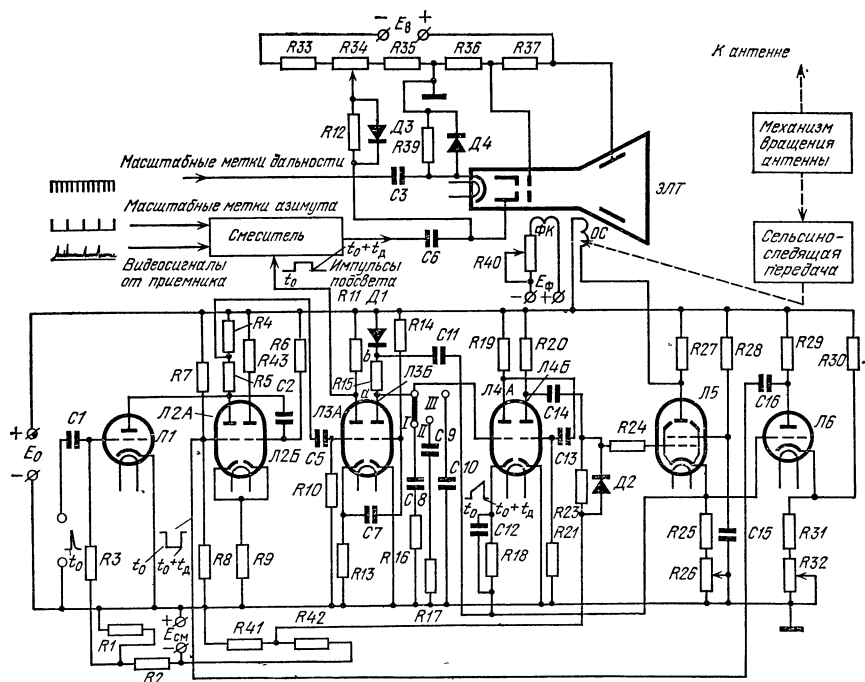 − Eв +
R33
R34
R35
R36
R37
К антенне
R12
Д3
R39
Д4
Механизм
вращения
антенны
Масштабные метки дальности
C3
ЭЛТ
Масштабные метки азимута
Смеситель
t₀+tд
C6
ФК
ОС
Сельсино-
следящая
передача
Видеосигналы
от приемника
t₀
Импульсы
подсвета
R40
Eф
− +
R11
Д1
R4
R6
R14
C11
R19
R20
R27
R28
R29
R30
R7
R43
R5
C2
b
R15
a
Л3Б
Л4А
Л4Б
C14
C16
Л2А
Л3А
I
II
III
Л5
Л6
C1
Л1
R24
+
E₀
−
Л2Б
C5
C9
C10
C13
Д2
R10
C8
t₀
t₀+tд
R23
C7
C12
R25
C15
R31
t₀
R3
t₀
t₀+tд
R8
R9
R13
R16
R18
R21
R26
R32
R17
+
Eсм
−
R41
R42
R1
R2